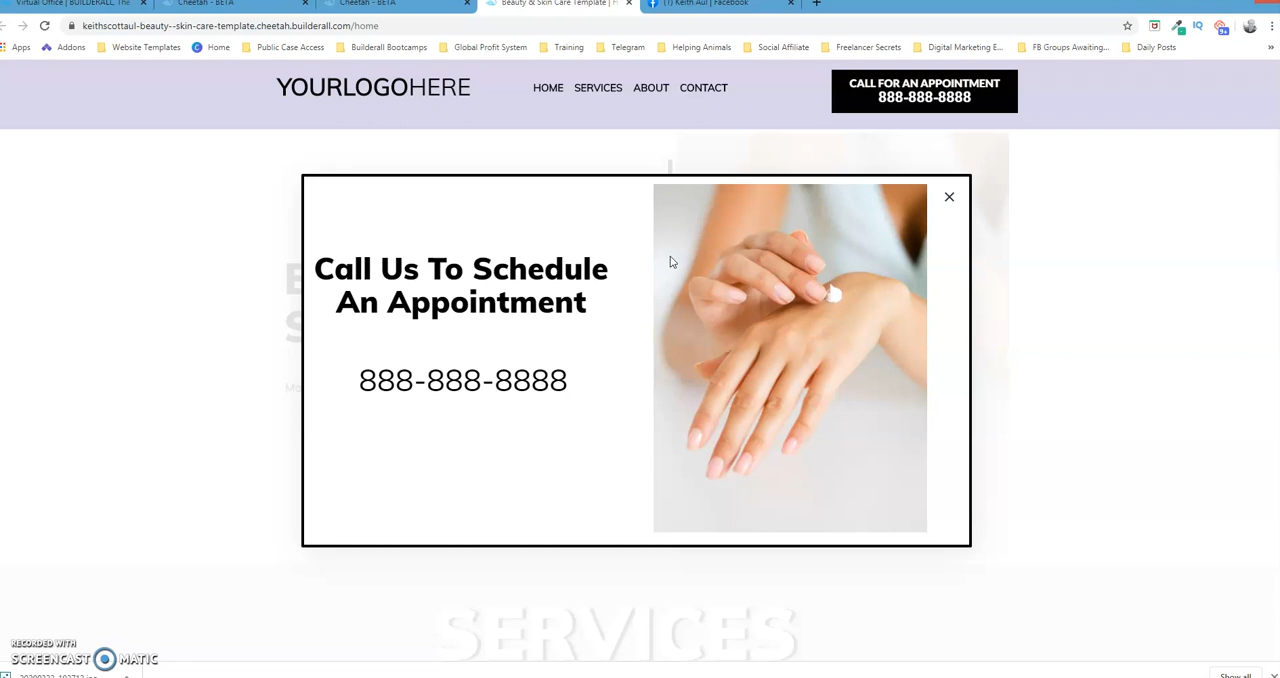 Virtual Office | BUILDERALL The
Cheetah - BETA
Cheetah - BETA
Beauty & Skin Care Template | F
(1) Keith Aul | Facebook
keithscottaul-beauty--skin-care-template.cheetah.builderall.com/home
9+
Apps
Addons
Website Templates
Home
Public Case Access
Builderall Bootcamps
Global Profit System
Training
Telegram
Helping Animals
Social Affiliate
Freelancer Secrets
Digital Marketing E...
FB Groups Awaiting...
Daily Posts
»
YOURLOGOHERE
HOME SERVICES ABOUT CONTACT
CALL FOR AN APPOINTMENT
888-888-8888
Call Us To Schedule
An Appointment
888-888-8888
SERVICES
RECORDED WITH
SCREENCAST MATIC
Show all